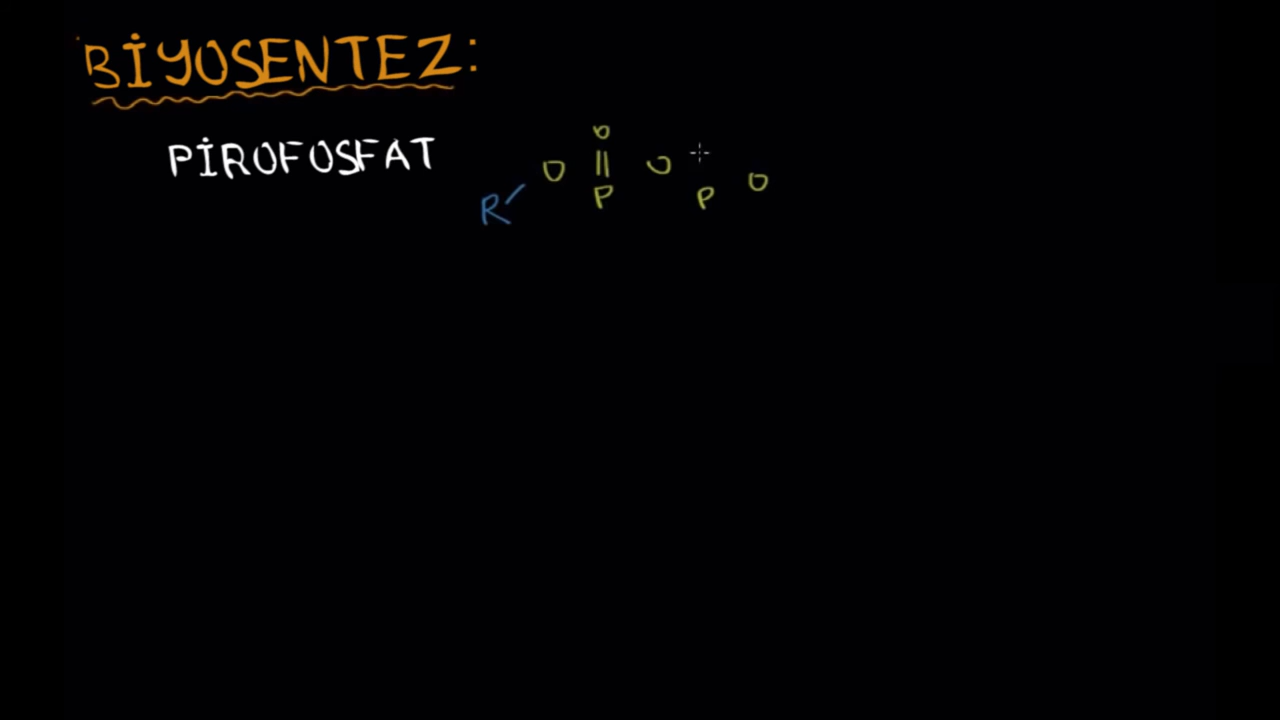 BİYOSENTEZ:
PİROFOSFAT
O
O || O
R P P O